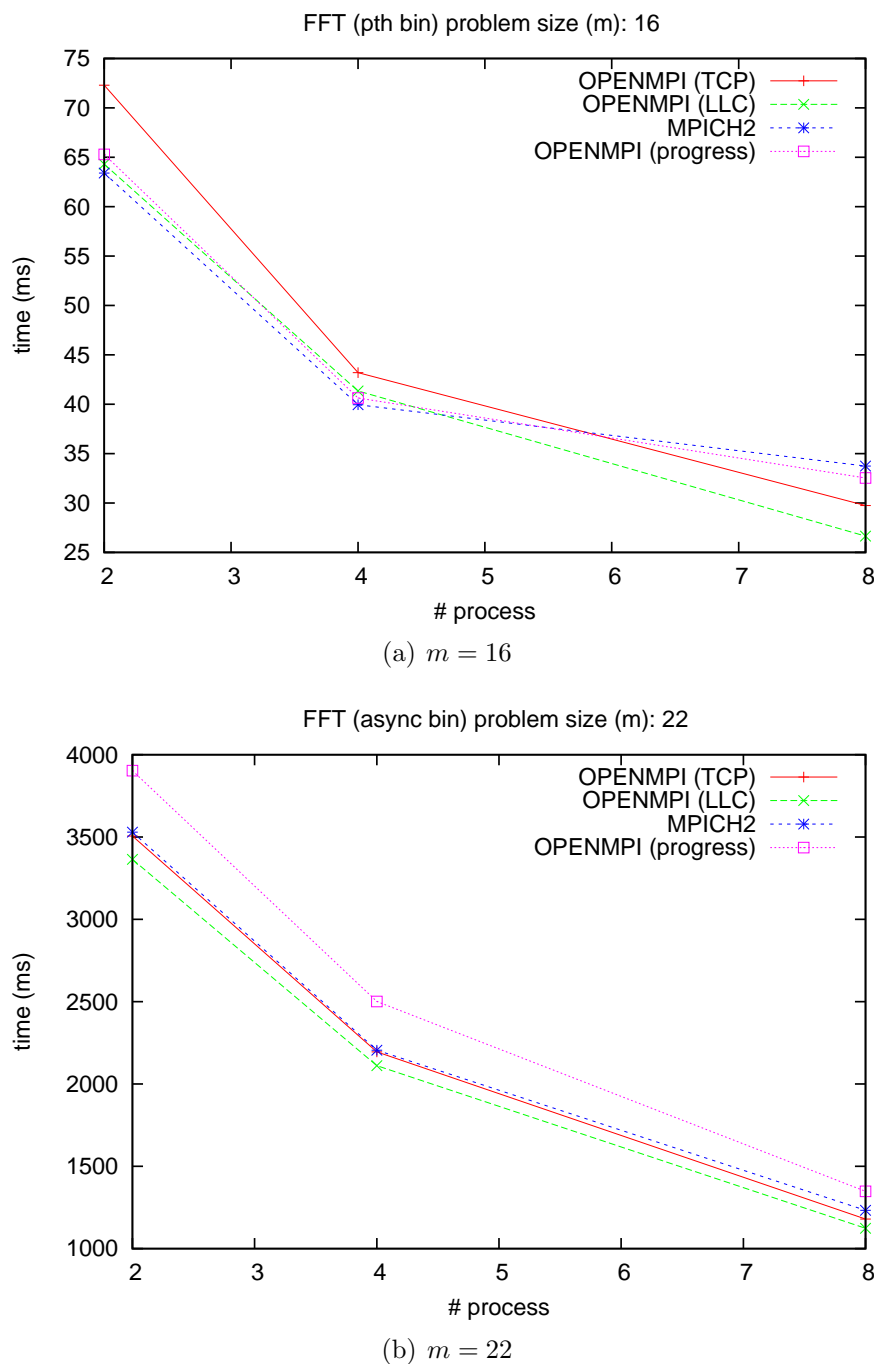 FFT (pth bin) problem size (m): 16
75
70
65
60
55
50
45
40
35
30
25
time (ms)
OPENMPI (TCP)
OPENMPI (LLC)
MPICH2
OPENMPI (progress)
2 3 4 5 6 7 8
# process
(a) m = 16
FFT (async bin) problem size (m): 22
4000
3500
3000
2500
2000
1500
1000
time (ms)
OPENMPI (TCP)
OPENMPI (LLC)
MPICH2
OPENMPI (progress)
2 3 4 5 6 7 8
# process
(b) m = 22